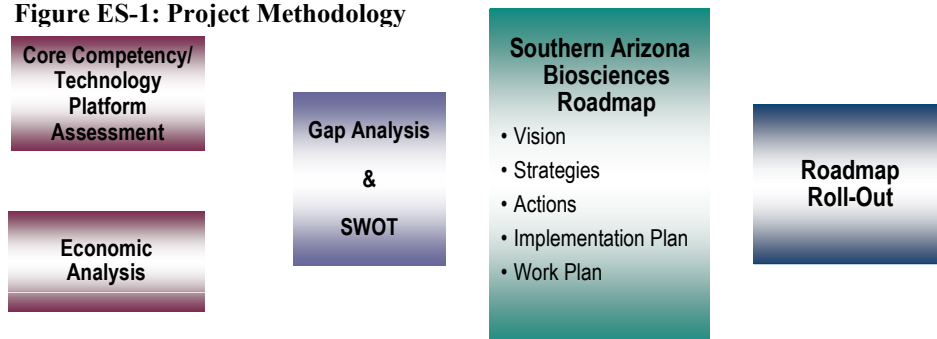 Figure ES-1: Project Methodology
Core Competency/
Technology
Platform
Assessment
Economic
Analysis
Gap Analysis
&
SWOT
Southern Arizona
Biosciences
Roadmap
• Vision
• Strategies
• Actions
• Implementation Plan
• Work Plan
Roadmap
Roll-Out